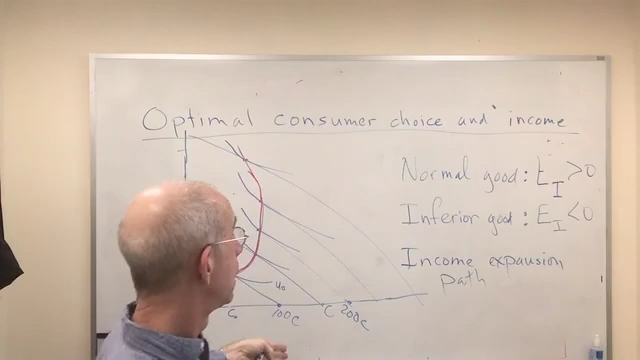 Optimal consumer choice and income
Normal good: E_I >0
Inferior good: E_I <0
Income expansion
path
u₀
100c
c
200c